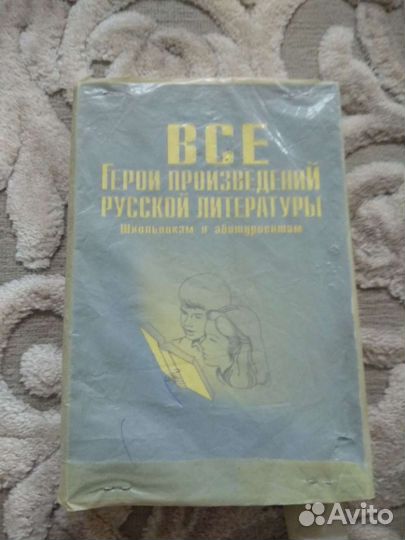 ВСЕ
ГЕРОИ ПРОИЗВЕДЕНИЙ
РУССКОЙ ЛИТЕРАТУРЫ
Школьникам и абитуриентам
Avito